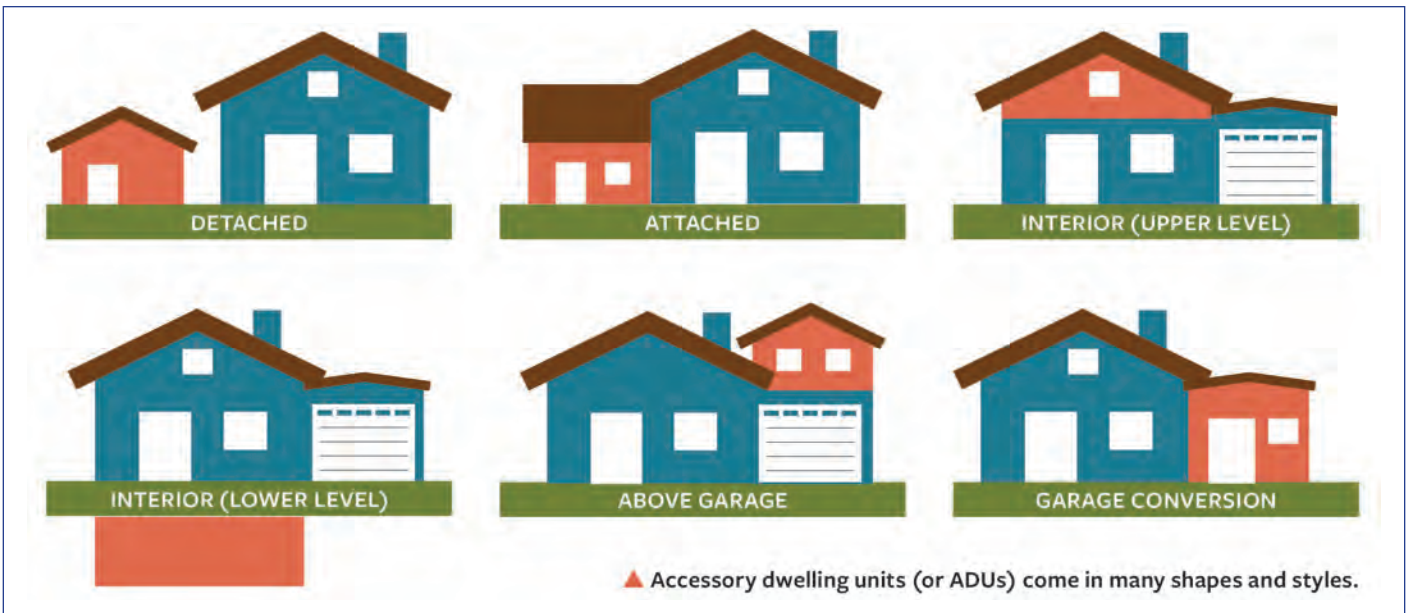 DETACHED
ATTACHED
INTERIOR (UPPER LEVEL)
INTERIOR (LOWER LEVEL)
ABOVE GARAGE
GARAGE CONVERSION
Accessory dwelling units (or ADUs) come in many shapes and styles.